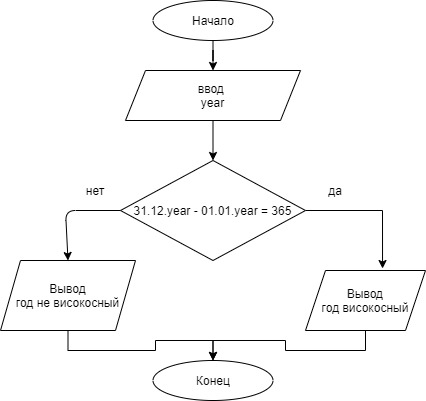 Начало
ввод
year
нет
да
31.12.year - 01.01.year = 365
Вывод
год не високосный
Вывод
год високосный
Конец